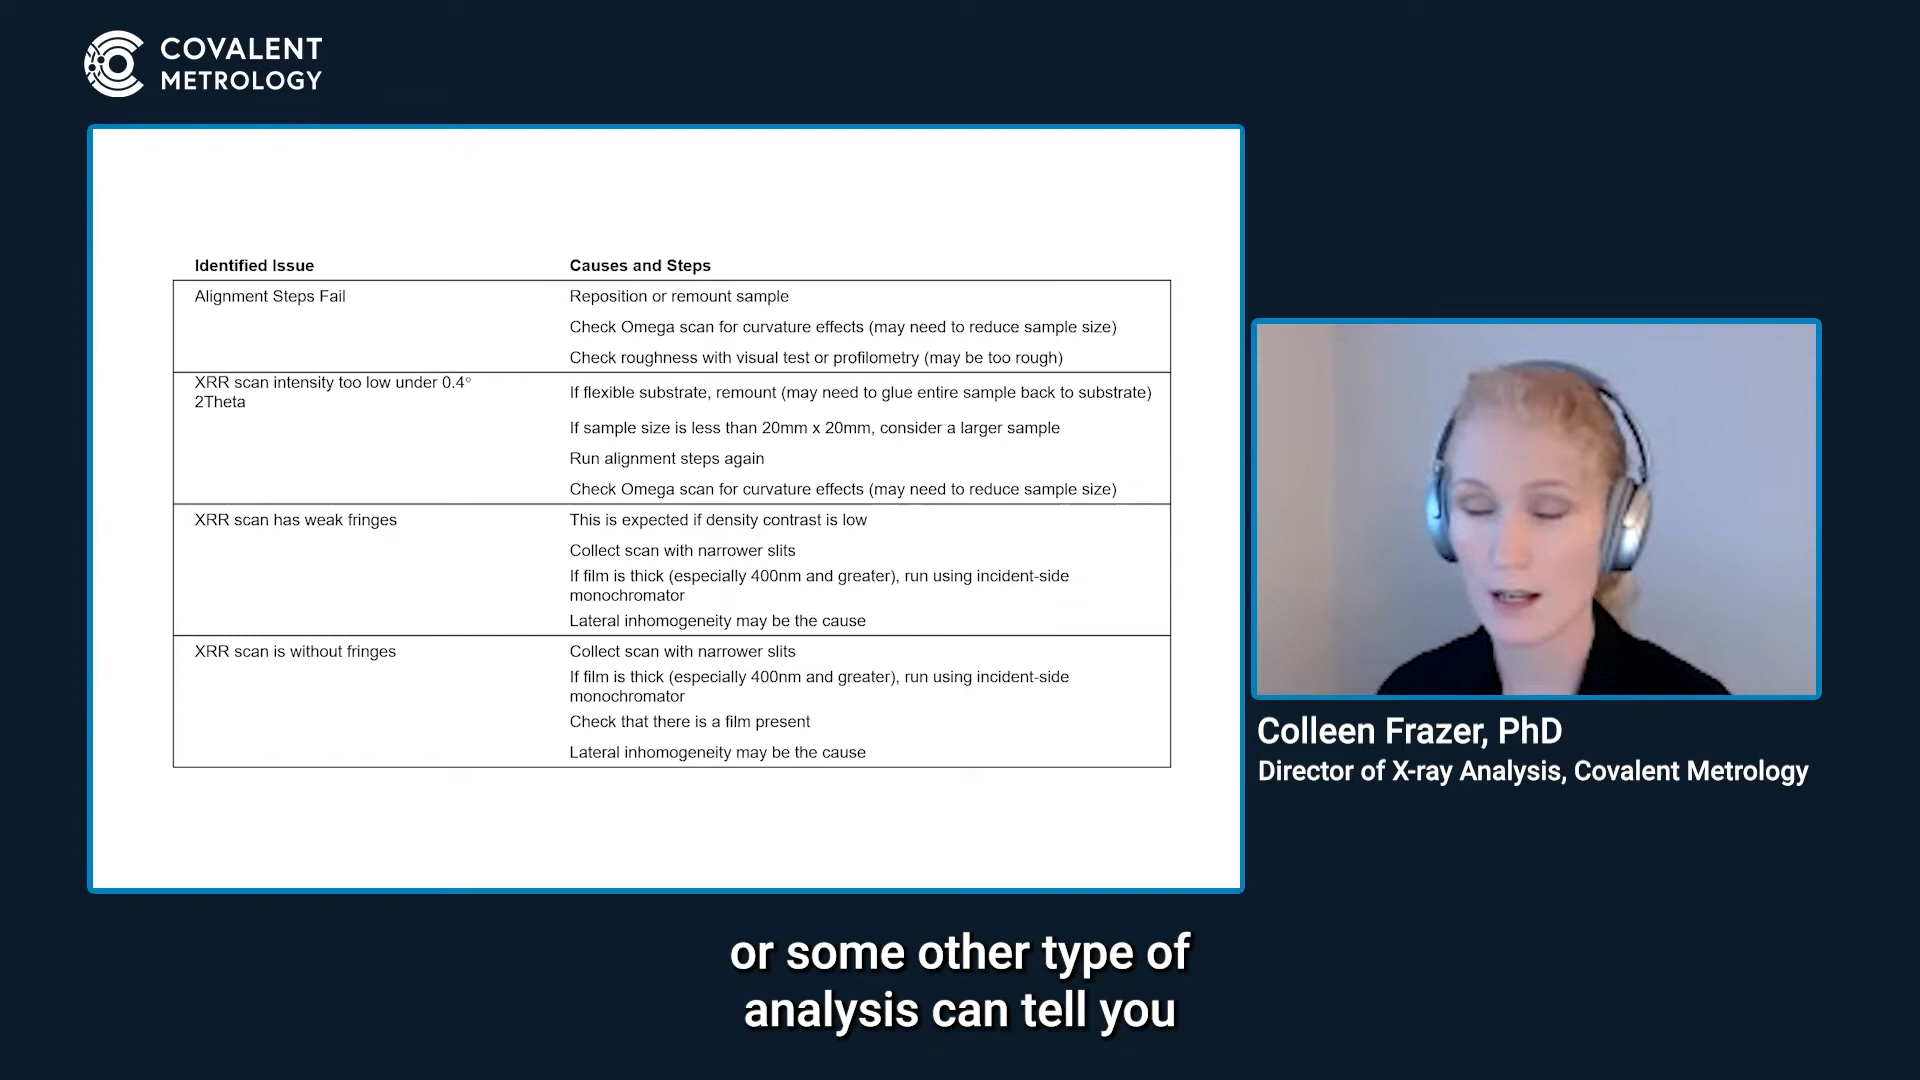 COVALENT
METROLOGY
Identified Issue
Causes and Steps
Alignment Steps Fail
Reposition or remount sample
Check Omega scan for curvature effects (may need to reduce sample size)
Check roughness with visual test or profilometry (may be too rough)
XRR scan intensity too low under 0.4°
2Theta
If flexible substrate, remount (may need to glue entire sample back to substrate)
If sample size is less than 20mm x 20mm, consider a larger sample
Run alignment steps again
Check Omega scan for curvature effects (may need to reduce sample size)
XRR scan has weak fringes
This is expected if density contrast is low
Collect scan with narrower slits
If film is thick (especially 400nm and greater), run using incident-side
monochromator
Lateral inhomogeneity may be the cause
XRR scan is without fringes
Collect scan with narrower slits
If film is thick (especially 400nm and greater), run using incident-side
monochromator
Check that there is a film present
Lateral inhomogeneity may be the cause
Colleen Frazer, PhD
Director of X-ray Analysis, Covalent Metrology
or some other type of
analysis can tell you